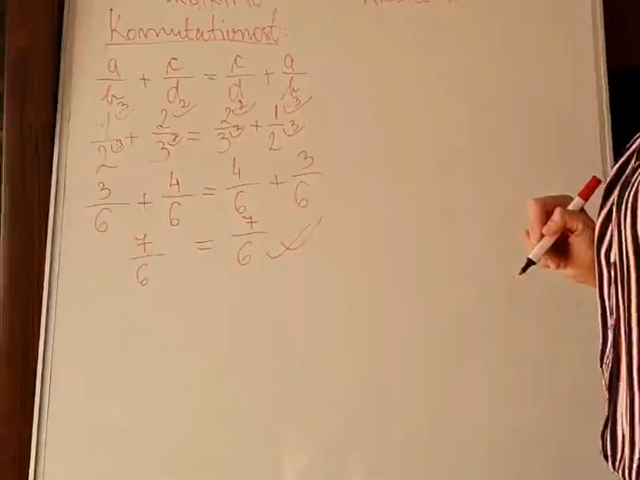 Komutativnost:
a/b + c/d = c/d + a/b
1/2 + 2/3 = 2/3 + 1/2
3/6 + 4/6 = 4/6 + 3/6
7/6 = 7/6 ✓